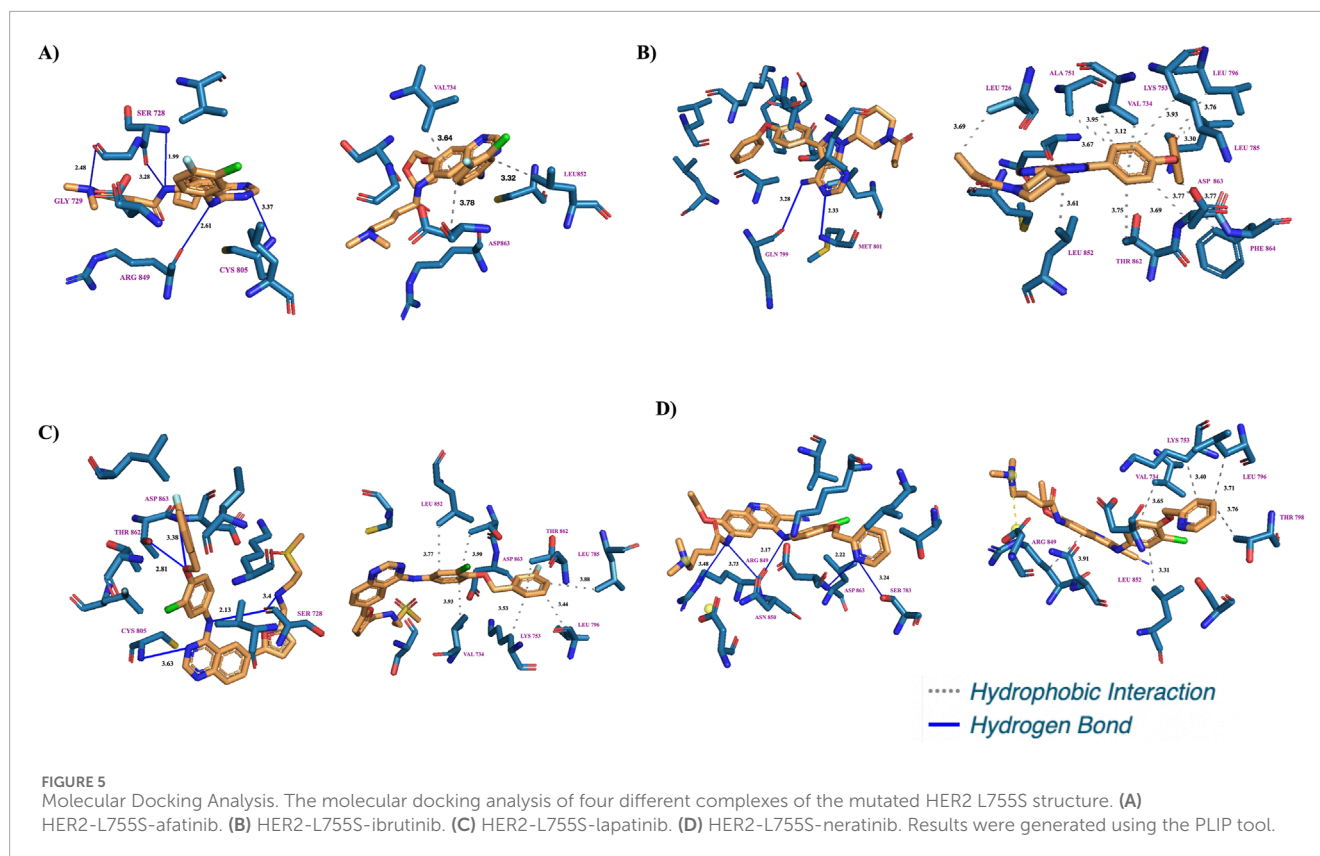 A)
SER 728
2.48
1.99
3.28
GLY 729
3.37
2.61
ARG 849
CYS 805
VAL734
3.64
3.32
LEU852
3.78
ASP863
B)
3.28
2.33
GLN 799
MET 801
LEU 726
ALA 751
LYS 753
LEU 796
VAL 734
3.76
3.95
3.93
3.12
3.69
3.67
3.30
LEU 785
ASP 863
3.77
3.77
3.61
3.75
3.69
LEU 852
THR 862
PHE 864
C)
ASP 863
THR 862
3.38
2.81
3.4
2.13
SER 728
CYS 805
3.63
LEU 852
3.77
3.90
THR 862
ASP 863
LEU 785
3.88
3.93
3.53
3.44
LYS 753
LEU 796
VAL 734
D)
2.17
2.22
3.48
3.73
ARG 849
3.24
ASP 863
SER 783
ASN 850
LYS 753
VAL 734
3.40
LEU 796
3.71
3.65
3.76
THR 798
ARG 849
3.91
LEU 852
3.31
Hydrophobic Interaction
Hydrogen Bond
FIGURE 5
Molecular Docking Analysis. The molecular docking analysis of four different complexes of the mutated HER2 L755S structure. (A)
HER2-L755S-afatinib. (B) HER2-L755S-ibrutinib. (C) HER2-L755S-lapatinib. (D) HER2-L755S-neratinib. Results were generated using the PLIP tool.